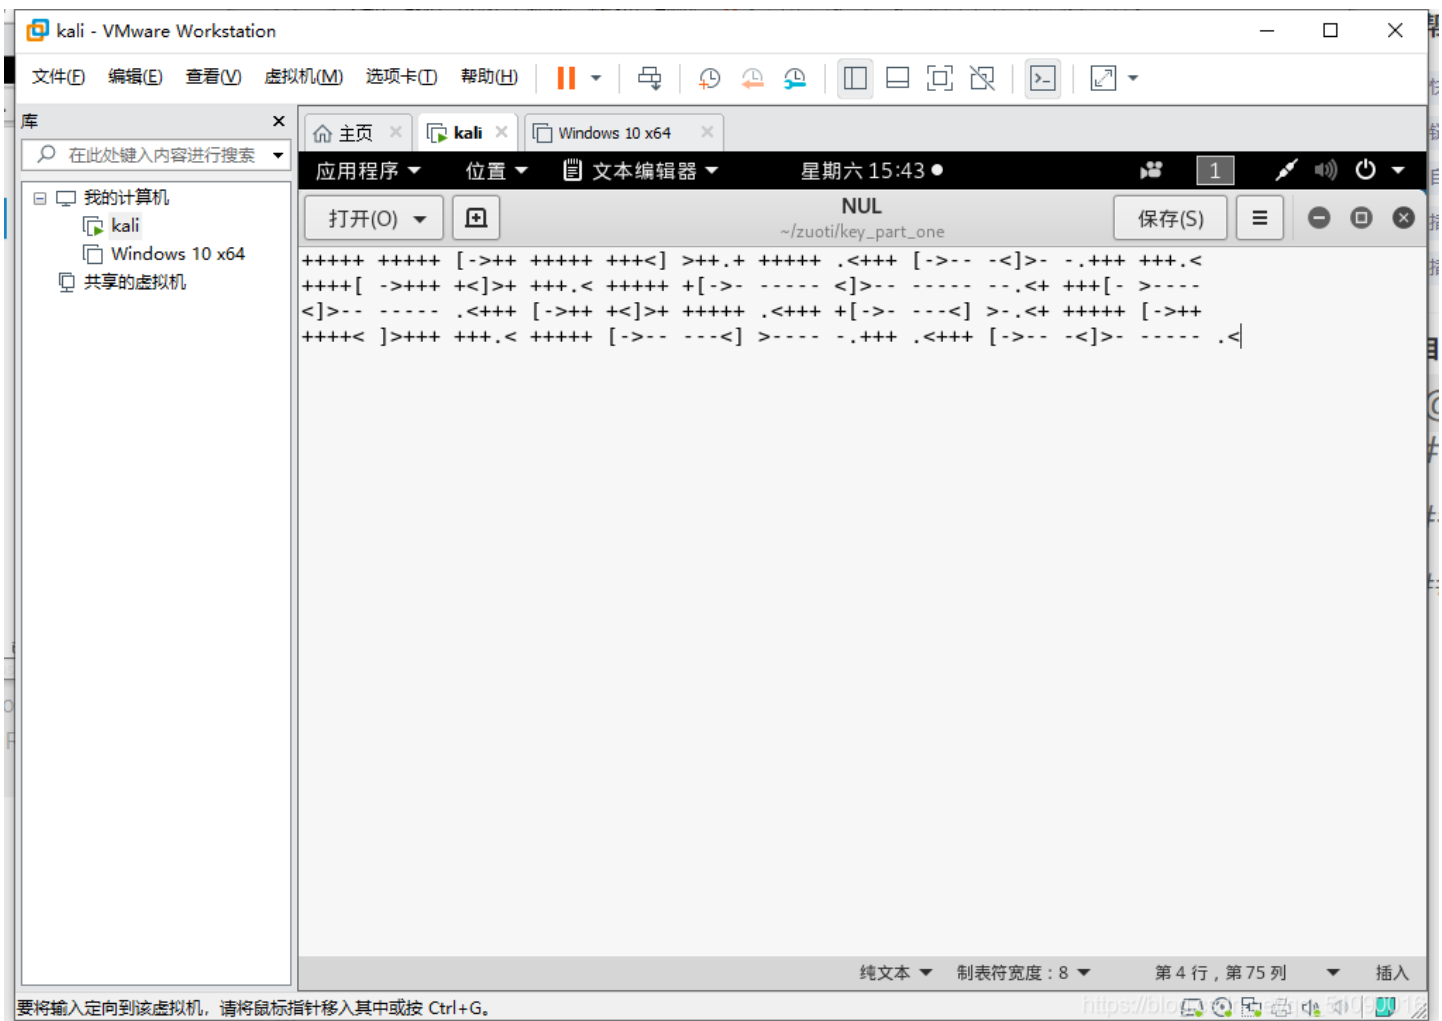 kali - VMware Workstation
文件(F) 编辑(E) 查看(V) 虚拟机(M) 选项卡(T) 帮助(H)
库
在此处键入内容进行搜索
我的计算机
kali
Windows 10 x64
共享的虚拟机
主页 kali Windows 10 x64
应用程序 位置 文本编辑器 星期六 15:43 1
打开(O) NUL 保存(S)
~/zuoti/key_part_one
+++++ +++++ [->++ +++++ +++<] >++.+ +++++ .<+++ [->-- -<]>- -.+++ +++.<
++++[ ->+++ +<]>+ +++.< +++++ +[->- ----- <]>-- ----- --.<+ +++[- >----
<]>-- ----- .<+++ [->++ +<]>+ +++++ .<+++ +[->- ---<] >-.<+ +++++ [->++
++++< ]>+++ +++.< +++++ [->-- ---<] >---- -.+++ .<+++ [->-- -<]>- ----- .<
纯文本 制表符宽度：8 第 4 行，第 75 列 插入
要将输入定向到该虚拟机，请将鼠标指针移入其中或按 Ctrl+G。